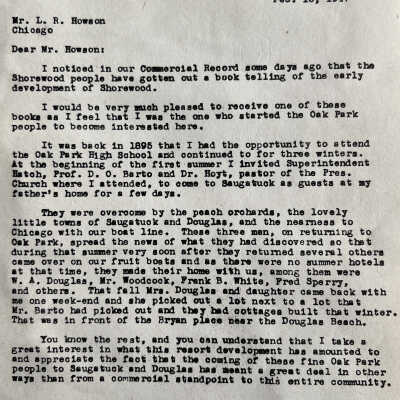 Mr. L. R. Howson
Chicago
Dear Mr. Howson:
I noticed in our Commercial Record some days ago that the
Shorewood people have gotten out a book telling of the early
development of Shorewood.
I would be very much pleased to receive one of these
books as I feel that I was the one who started the Oak Park
people to become interested here.
It was back in 1895 that I had the opportunity to attend
the Oak Park High School and continued to for three winters.
At the beginning of the first summer I invited Superintendent
Hatch, Prof. D. O. Barto and Dr. Hoyt, pastor of the Pres.
Church where I attended, to come to Saugatuck as guests at my
father's home for a few days.
They were overcome by the peach orchards, the lovely
little towns of Saugatuck and Douglas, and the nearness to
Chicago with our boat line. These three men, on returning to
Oak Park, spread the news of what they had discovered so that
during that summer very soon after they returned several others
came over on our fruit boats and as there were no summer hotels
at that time, they made their home with us, among them were
W. A. Douglas, Mr. Woodcock, Frank B. White, Fred Sperry,
and others. That fall Mrs. Douglas and daughter came back with
me one week-end and she picked out a lot next to a lot that
Mr. Barto had picked out and they had cottages built that winter.
That was in front of the Bryan place near the Douglas Beach.
You know the rest, and you can understand that I take a
great interest in what this resort development has amounted to
and appreciate the fact that the coming of these fine Oak Park
people to Saugatuck and Douglas has meant a great deal in other
ways than from a commercial standpoint to this entire community.